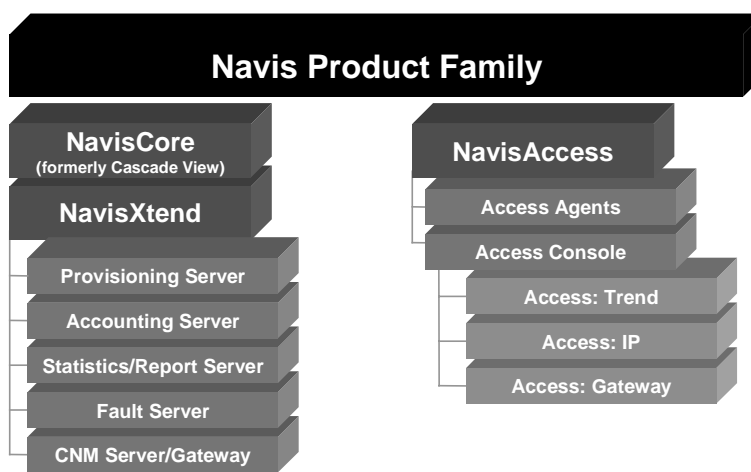 Navis Product Family
NavisCore
(formerly Cascade View)
NavisXtend
Provisioning Server
Accounting Server
Statistics/Report Server
Fault Server
CNM Server/Gateway
NavisAccess
Access Agents
Access Console
Access: Trend
Access: IP
Access: Gateway